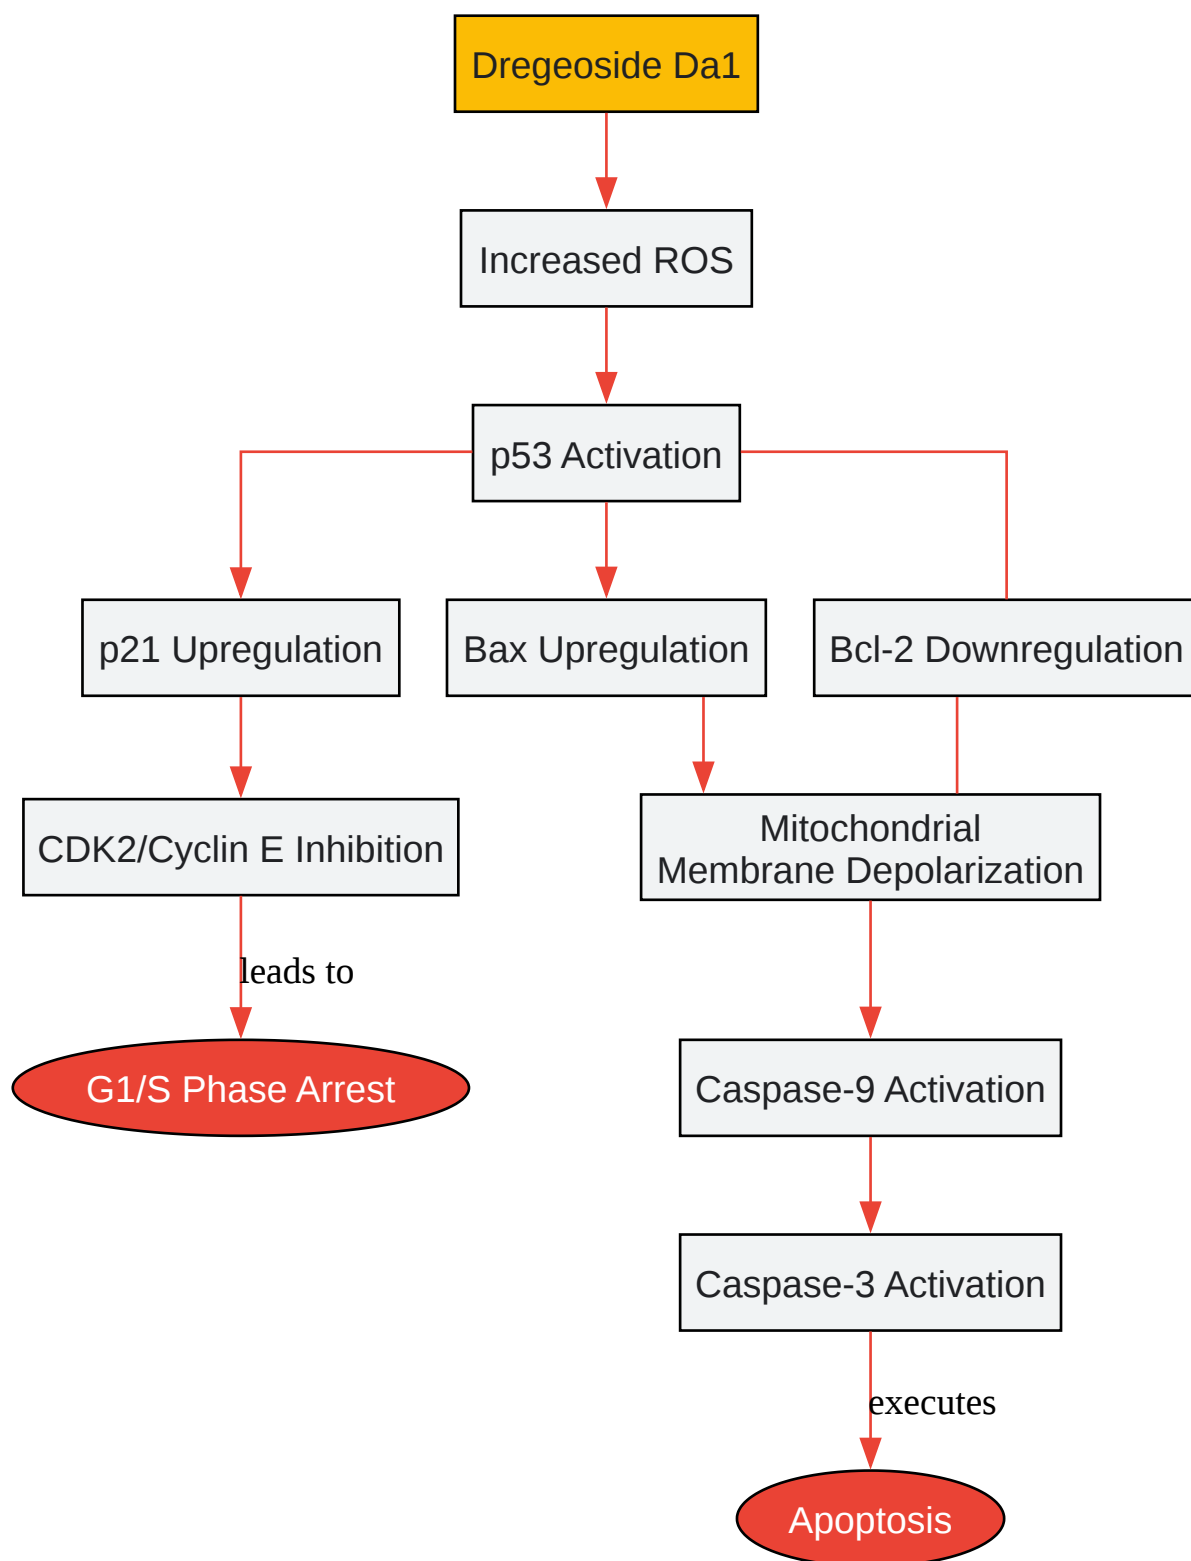 Dregeoside Da1
Increased ROS
p53 Activation
p21 Upregulation
Bax Upregulation
Bcl-2 Downregulation
CDK2/Cyclin E Inhibition
Mitochondrial
Membrane Depolarization
leads to
G1/S Phase Arrest
Caspase-9 Activation
Caspase-3 Activation
executes
Apoptosis